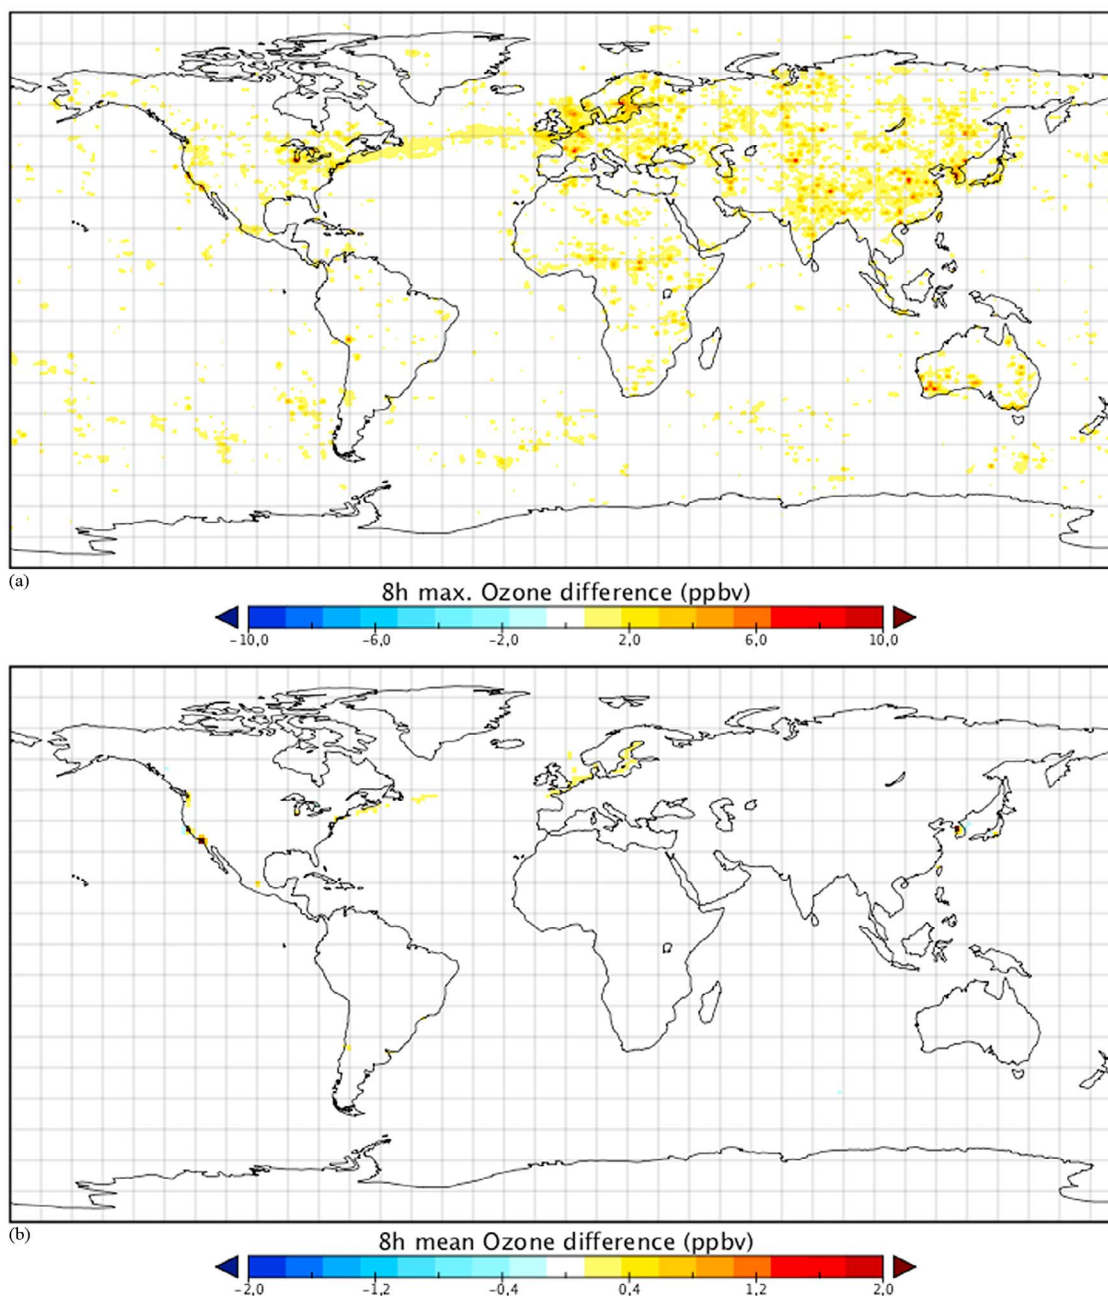 (a)
8h max. Ozone difference (ppbv)
-10,0 -6,0 -2,0 2,0 6,0 10,0
(b)
8h mean Ozone difference (ppbv)
-2,0 -1,2 -0,4 0,4 1,2 2,0